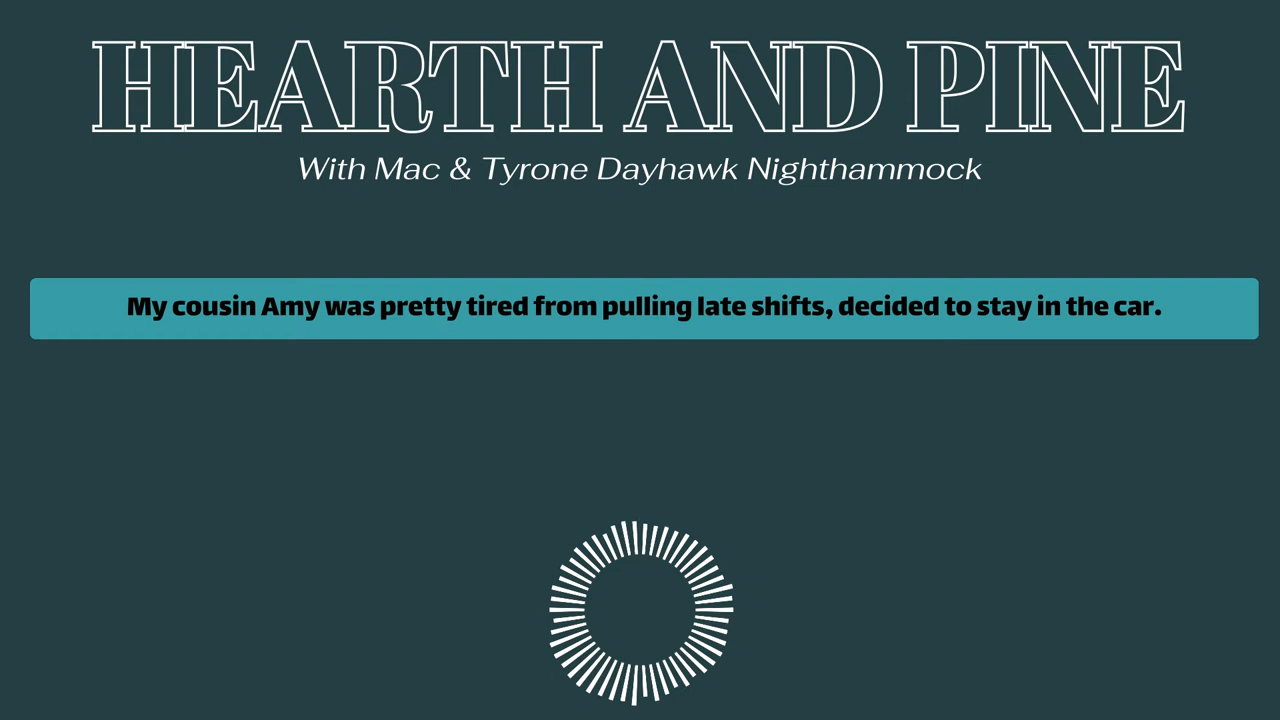 HEARTH AND PINE
With Mac & Tyrone Dayhawk Nighthammock
My cousin Amy was pretty tired from pulling late shifts, decided to stay in the car.